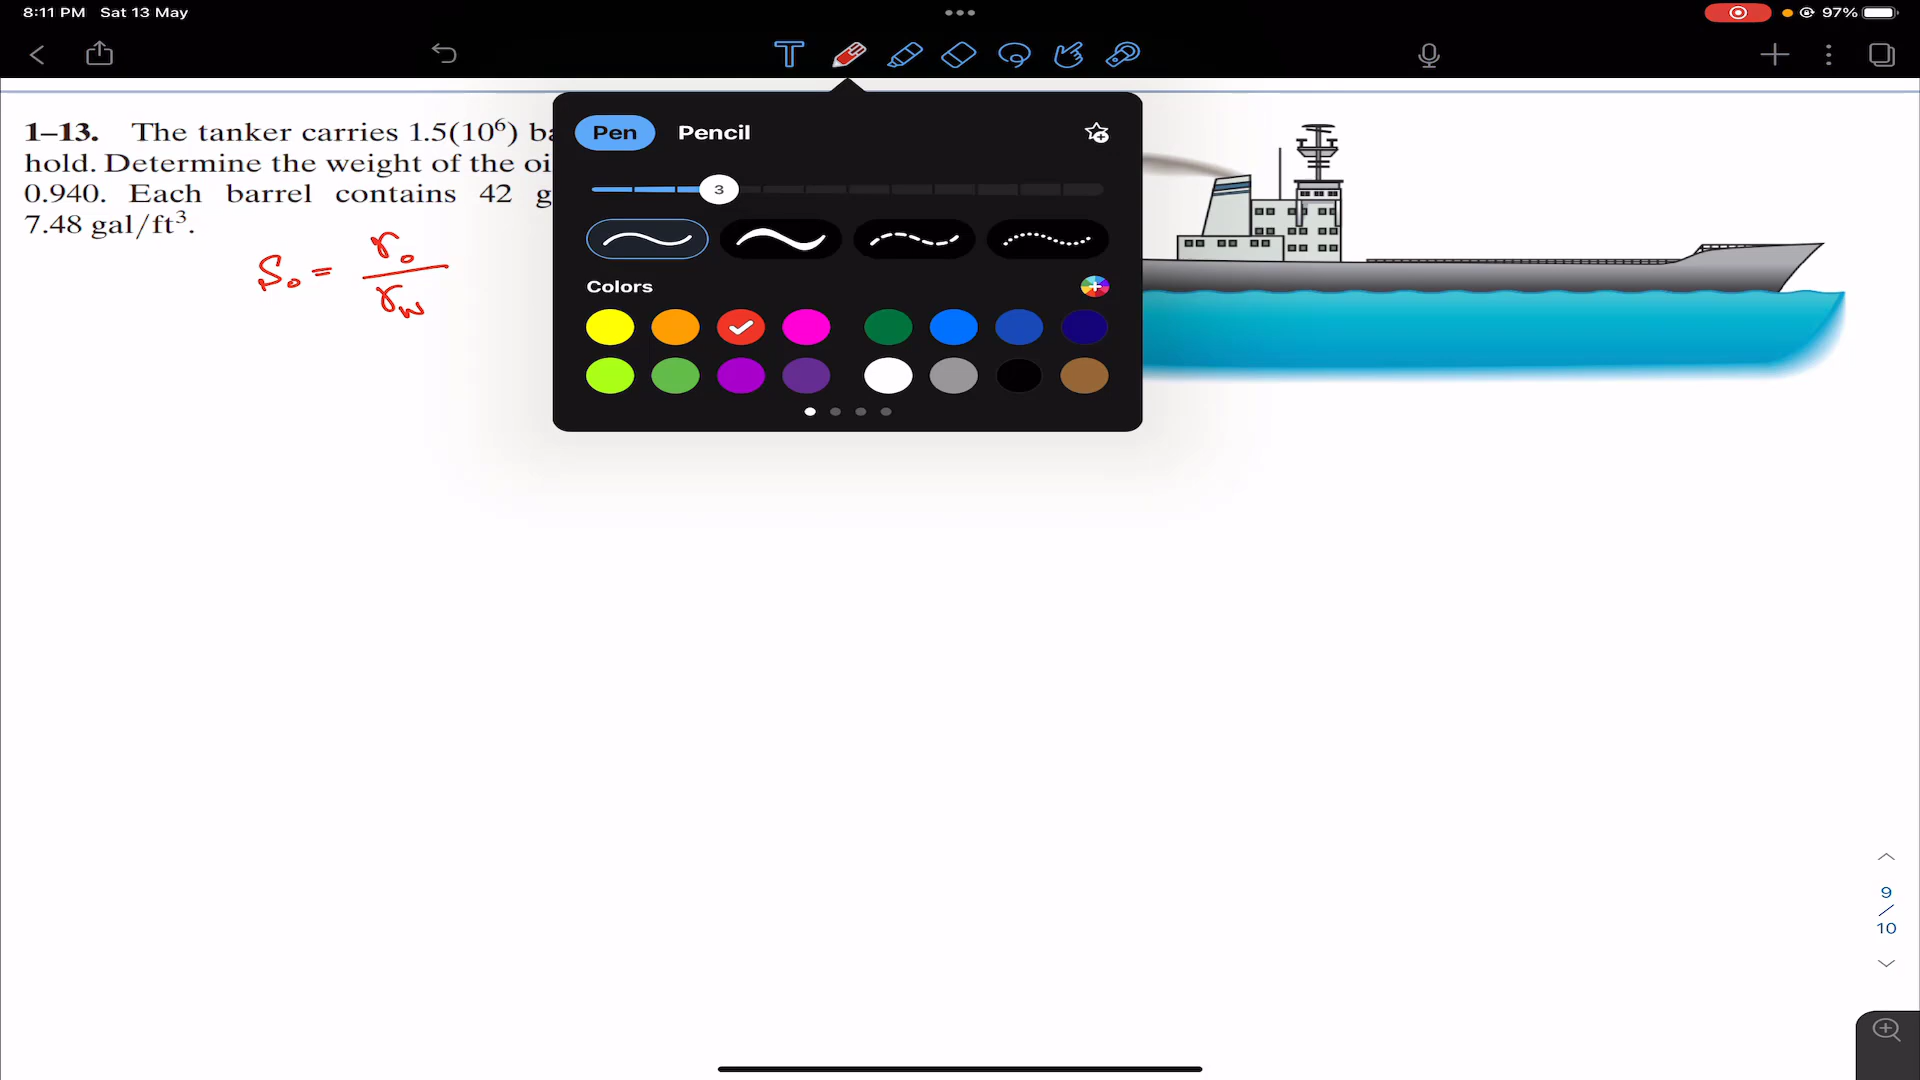 8:11 PM Sat 13 May
97%
T
1–13. The tanker carries 1.5(10⁶) ba
hold. Determine the weight of the oi
0.940. Each barrel contains 42 g
7.48 gal/ft³.
S₀ = γ₀ / γw
Pen Pencil
3
Colors
9
/
10